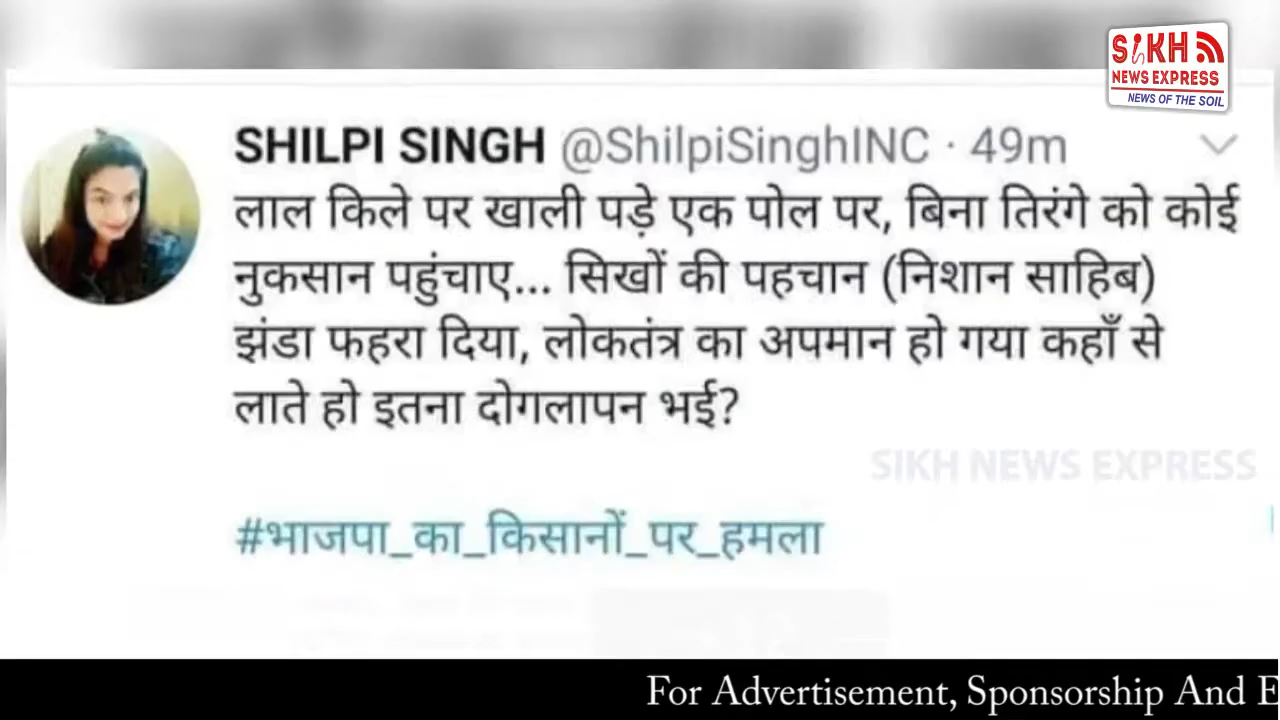 SIKH
NEWS EXPRESS
NEWS OF THE SOIL
SHILPI SINGH @ShilpiSinghINC · 49m
लाल किले पर खाली पड़े एक पोल पर, बिना तिरंगे को कोई
नुकसान पहुंचाए... सिखों की पहचान (निशान साहिब)
झंडा फहरा दिया, लोकतंत्र का अपमान हो गया कहाँ से
लाते हो इतना दोगलापन भई?
SIKH NEWS EXPRESS
#भाजपा_का_किसानों_पर_हमला
For Advertisement, Sponsorship And E